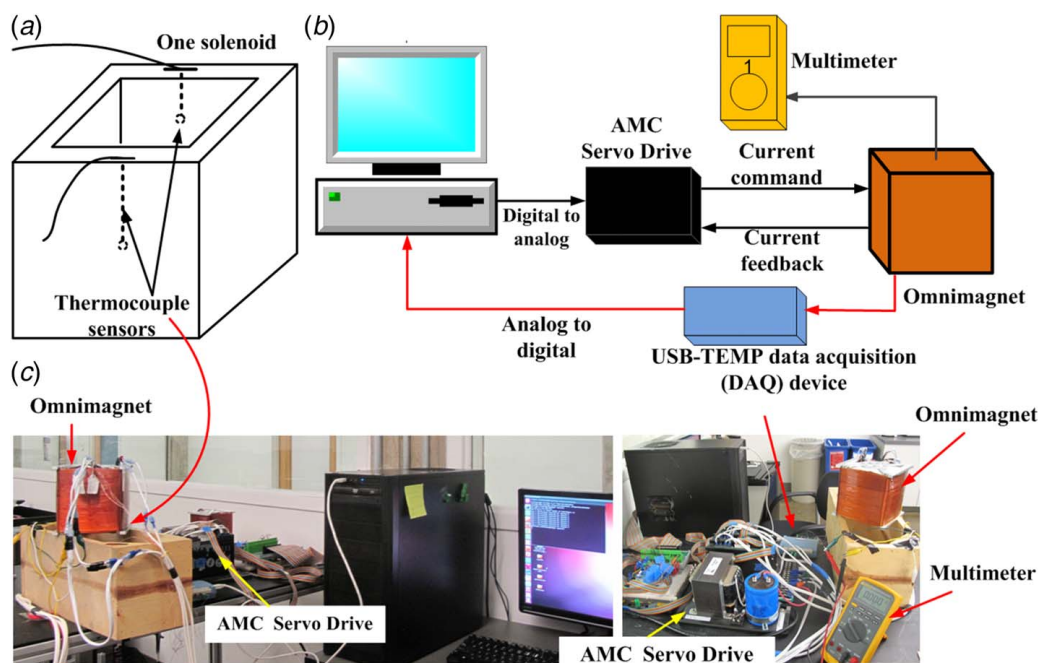 (a)
One solenoid
Thermocouple
sensors
(b)
AMC
Servo Drive
1
Multimeter
Current
command
Digital to
analog
Current
feedback
Omnimagnet
Analog to
digital
USB-TEMP data acquisition
(DAQ) device
(c)
Omnimagnet
AMC Servo Drive
Omnimagnet
Multimeter
AMC Servo Drive